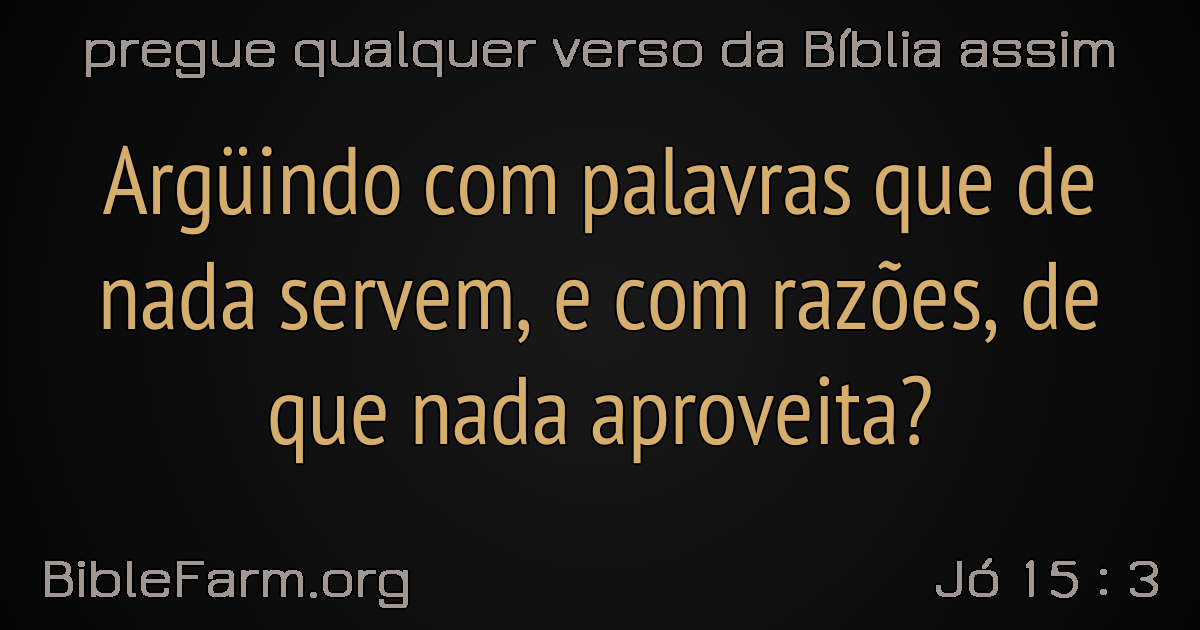 pregue qualquer verso da Bíblia assim
Argüindo com palavras que de
nada servem, e com razões, de
que nada aproveita?
BibleFarm.org
Jó 15 : 3